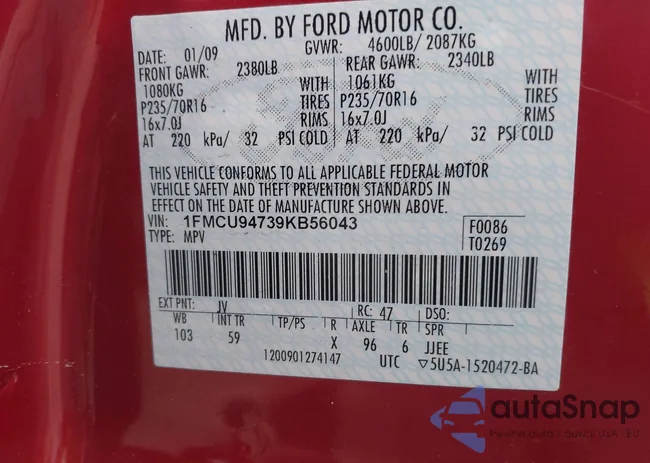 MFD. BY FORD MOTOR CO.
DATE: 01/09 GVWR: 4600LB/ 2087KG
FRONT GAWR: 2380LB REAR GAWR: 2340LB
1080KG WITH 1061KG WITH
P235/70R16 TIRES P235/70R16 TIRES
16x7.0J RIMS 16x7.0J RIMS
AT 220 kPa/ 32 PSI COLD AT 220 kPa/ 32 PSI COLD
THIS VEHICLE CONFORMS TO ALL APPLICABLE FEDERAL MOTOR
VEHICLE SAFETY AND THEFT PREVENTION STANDARDS IN
EFFECT ON THE DATE OF MANUFACTURE SHOWN ABOVE.
VIN: 1FMCU94739KB56043 F0086
TYPE: MPV T0269
EXT PNT: JV RC: 47 DSO:
WB INT TR TP/PS R AXLE TR SPR
103 59 X 96 6 JJEE
1200901274147 UTC ▽5U5A-1520472-BA
autoSnap